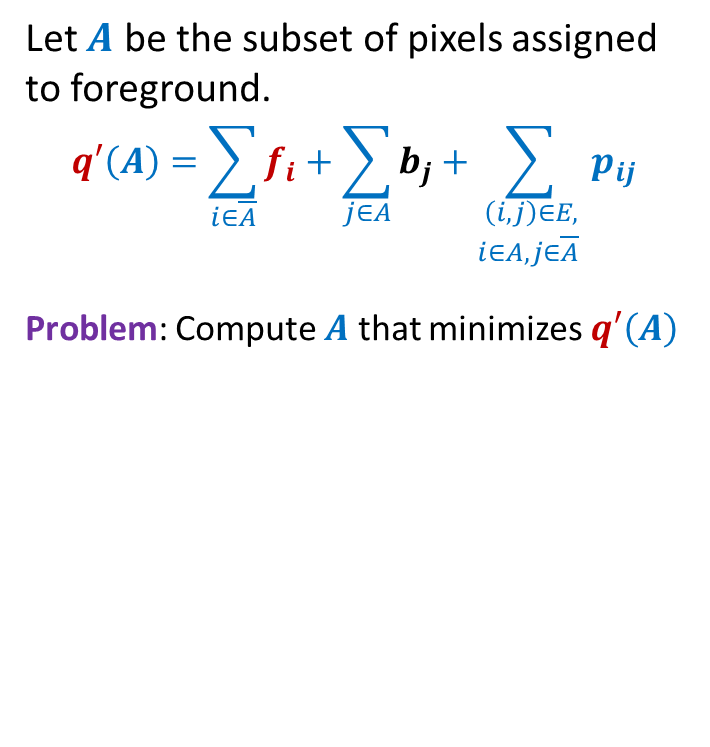 Let A be the subset of pixels assigned
to foreground.
q′(A) = ∑ f_i + ∑ b_j + ∑ p_ij
i∈A̅ j∈A (i,j)∈E,
i∈A,j∈A̅
Problem: Compute A that minimizes q′(A)